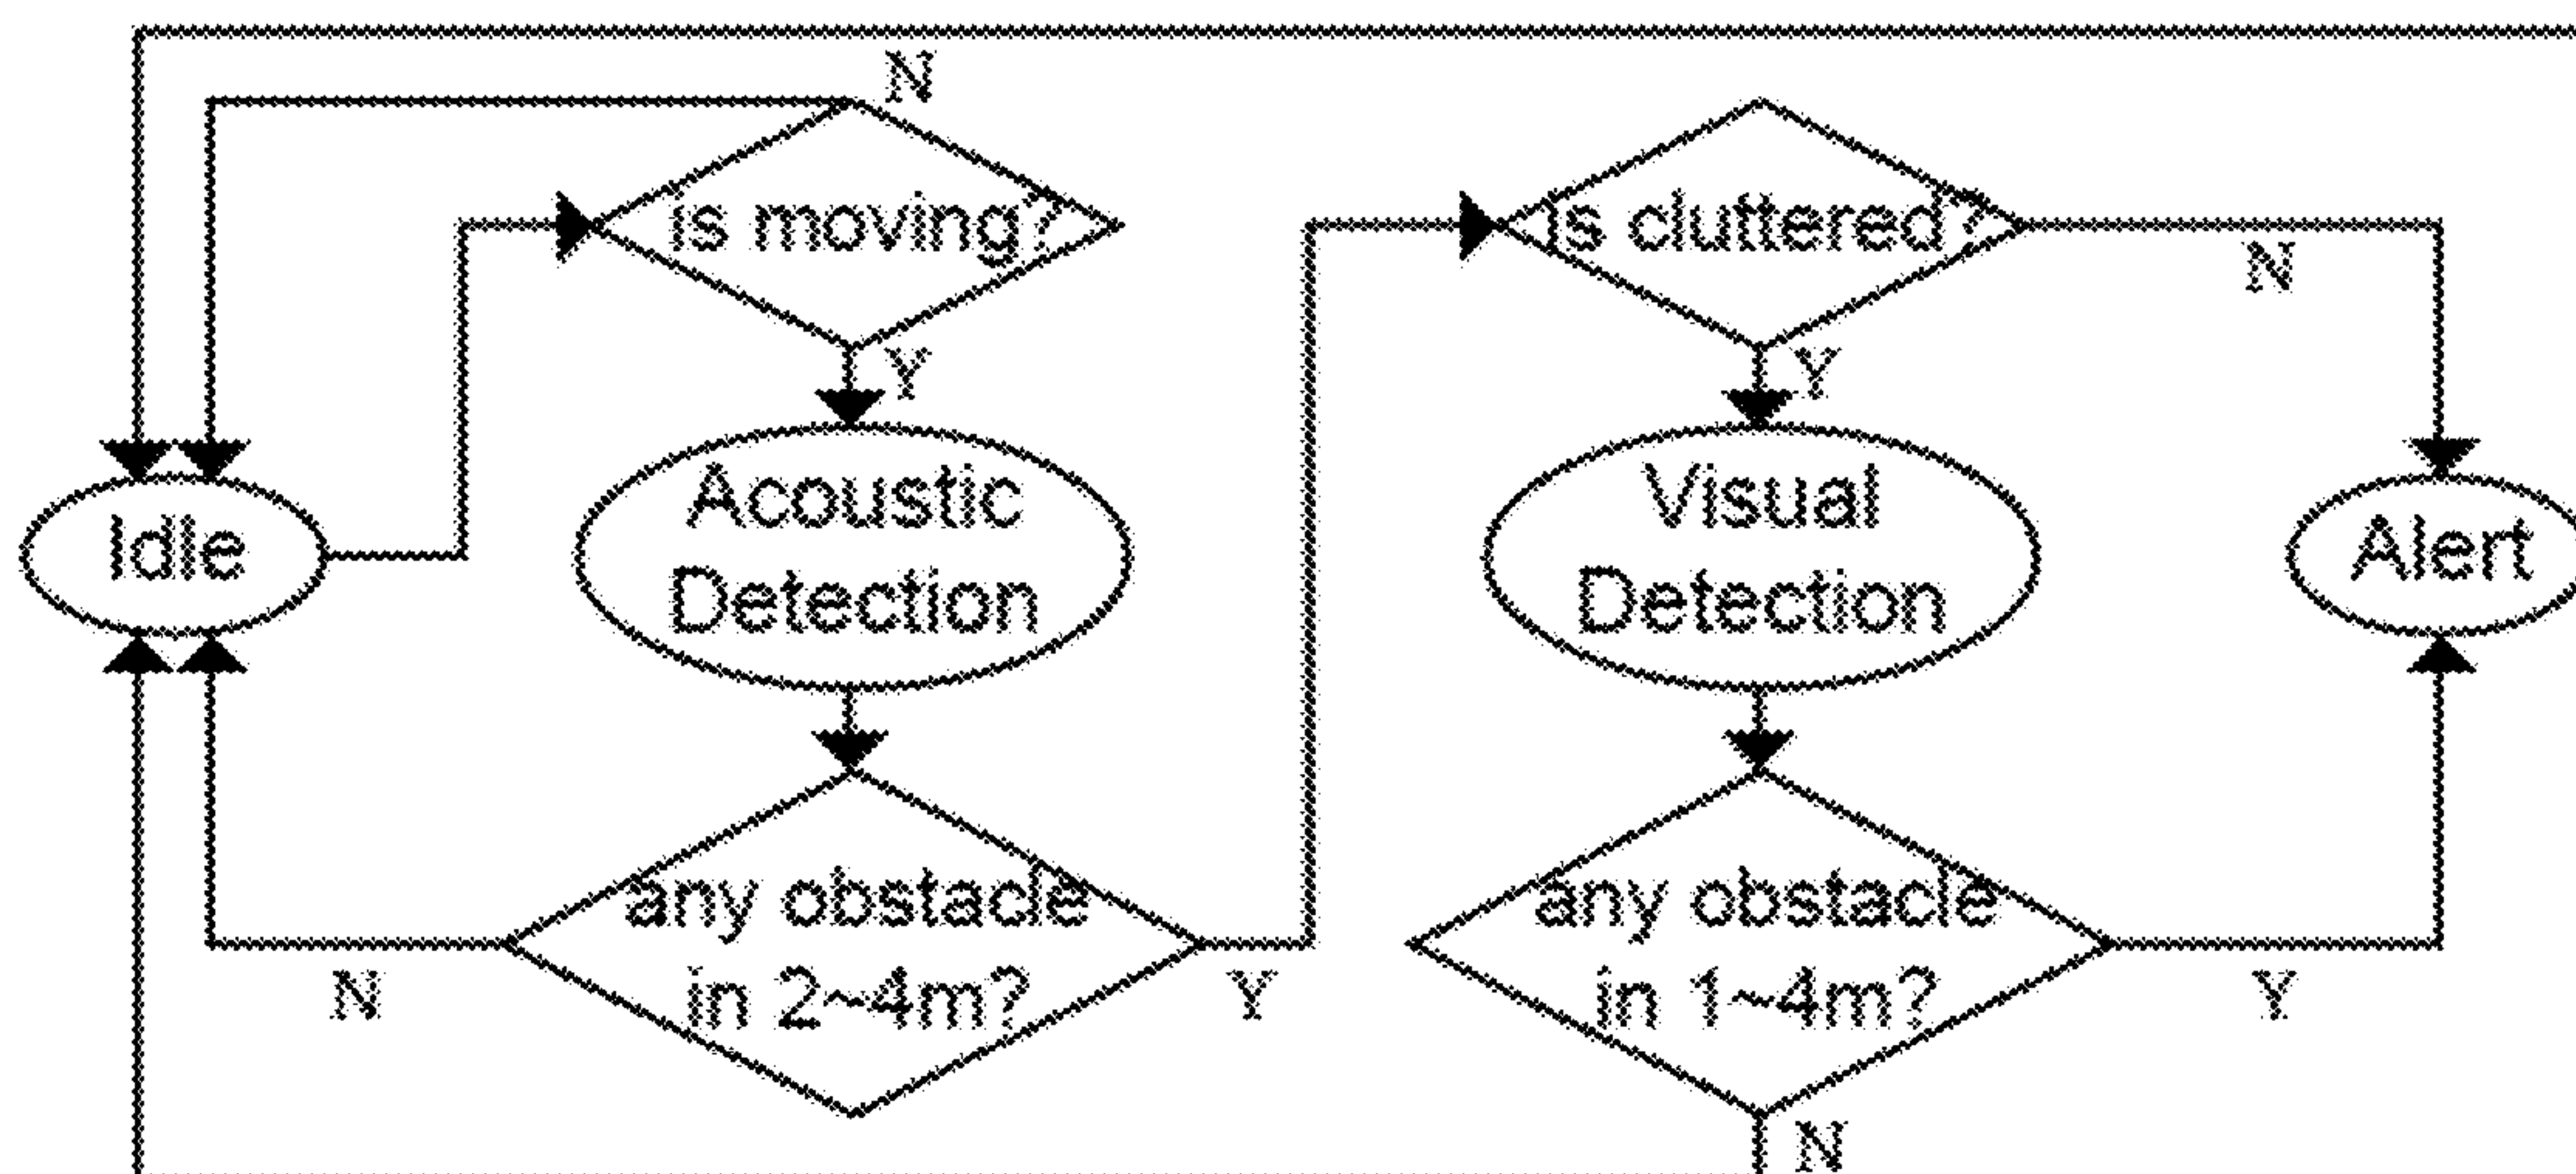 N
is moving?
is cluttered?
N
Y
Y
Acoustic
Detection
Visual
Detection
Idle
Alert
any obstacle
in 2~4m?
any obstacle
in 1~4m?
N
Y
Y
N